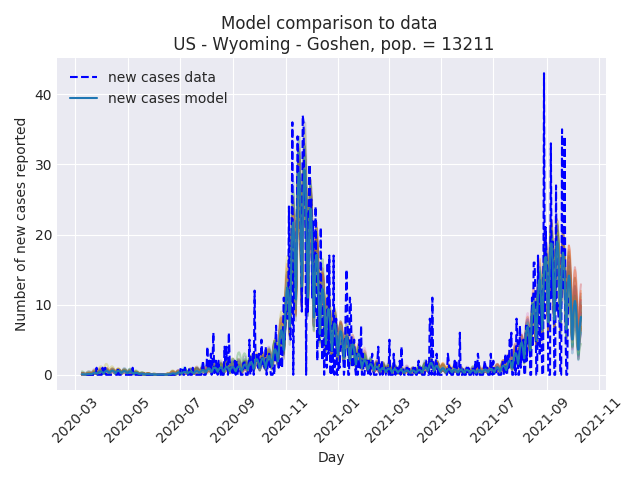 Model comparison to data
US - Wyoming - Goshen, pop. = 13211
new cases data
new cases model
Number of new cases reported
40
30
20
10
0
2020-03
2020-05
2020-07
2020-09
2020-11
2021-01
2021-03
2021-05
2021-07
2021-09
2021-11
Day